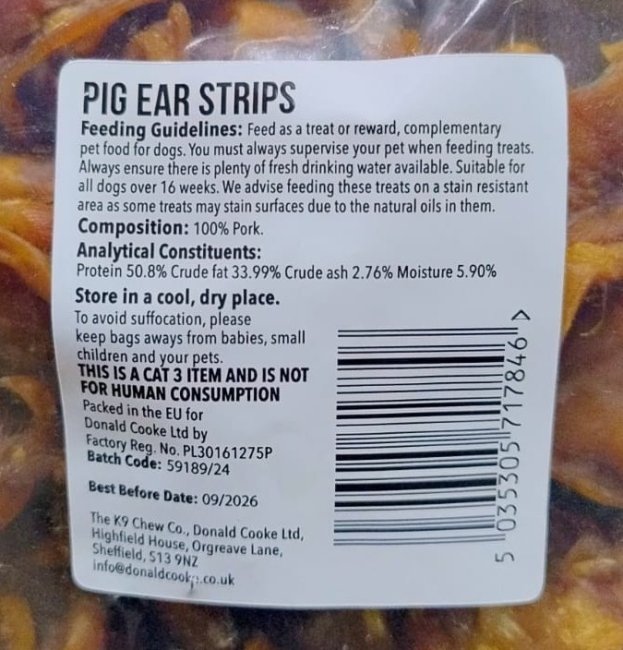 PIG EAR STRIPS
Feeding Guidelines: Feed as a treat or reward, complementary
pet food for dogs. You must always supervise your pet when feeding treats.
Always ensure there is plenty of fresh drinking water available. Suitable for
all dogs over 16 weeks. We advise feeding these treats on a stain resistant
area as some treats may stain surfaces due to the natural oils in them.
Composition: 100% Pork.
Analytical Constituents:
Protein 50.8% Crude fat 33.99% Crude ash 2.76% Moisture 5.90%
Store in a cool, dry place.
To avoid suffocation, please
keep bags aways from babies, small
children and your pets.
THIS IS A CAT 3 ITEM AND IS NOT
FOR HUMAN CONSUMPTION
Packed in the EU for
Donald Cooke Ltd by
Factory Reg. No. PL30161275P
Batch Code: 59189/24
Best Before Date: 09/2026
The K9 Chew Co., Donald Cooke Ltd,
Highfield House, Orgreave Lane,
Sheffield, S13 9NZ
info@donaldcooke.co.uk
5 035305 717846 >